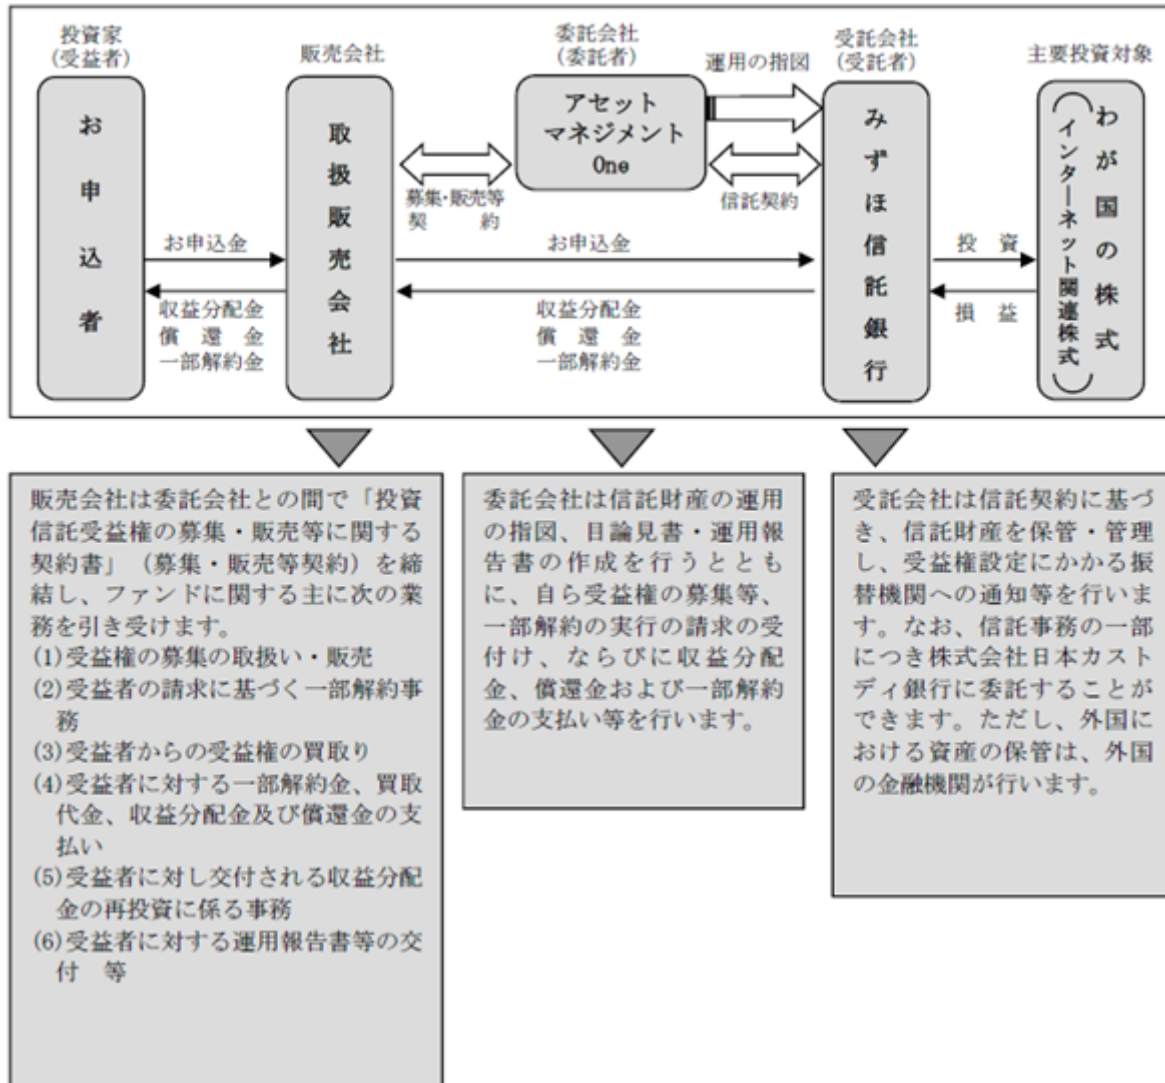 投資家
(受益者)
販売会社
委託会社
(委託者)
運用の指図
受託会社
(受託者)
主要投資対象
お申込者
取扱販売会社
アセット
マネジメント
One
みずほ信託銀行
わが国の株式
(インターネット関連株式)
募集・販売等
契　　約
信託契約
お申込金
お申込金
投　資
収益分配金
償　還　金
一部解約金
収益分配金
償　還　金
一部解約金
損　益
販売会社は委託会社との間で「投資
信託受益権の募集・販売等に関する
契約書」（募集・販売等契約）を締
結し、ファンドに関する主に次の業
務を引き受けます。
(1)受益権の募集の取扱い・販売
(2)受益者の請求に基づく一部解約事
務
(3)受益者からの受益権の買取り
(4)受益者に対する一部解約金、買取
代金、収益分配金及び償還金の支
払い
(5)受益者に対し交付される収益分配
金の再投資に係る事務
(6)受益者に対する運用報告書等の交
付　等
委託会社は信託財産の運用
の指図、目論見書・運用報
告書の作成を行うととも
に、自ら受益権の募集等、
一部解約の実行の請求の受
付け、ならびに収益分配
金、償還金および一部解約
金の支払い等を行います。
受託会社は信託契約に基づ
き、信託財産を保管・管理
し、受益権設定にかかる振
替機関への通知等を行いま
す。なお、信託事務の一部
につき株式会社日本カスト
ディ銀行に委託することが
できます。ただし、外国に
おける資産の保管は、外国
の金融機関が行います。